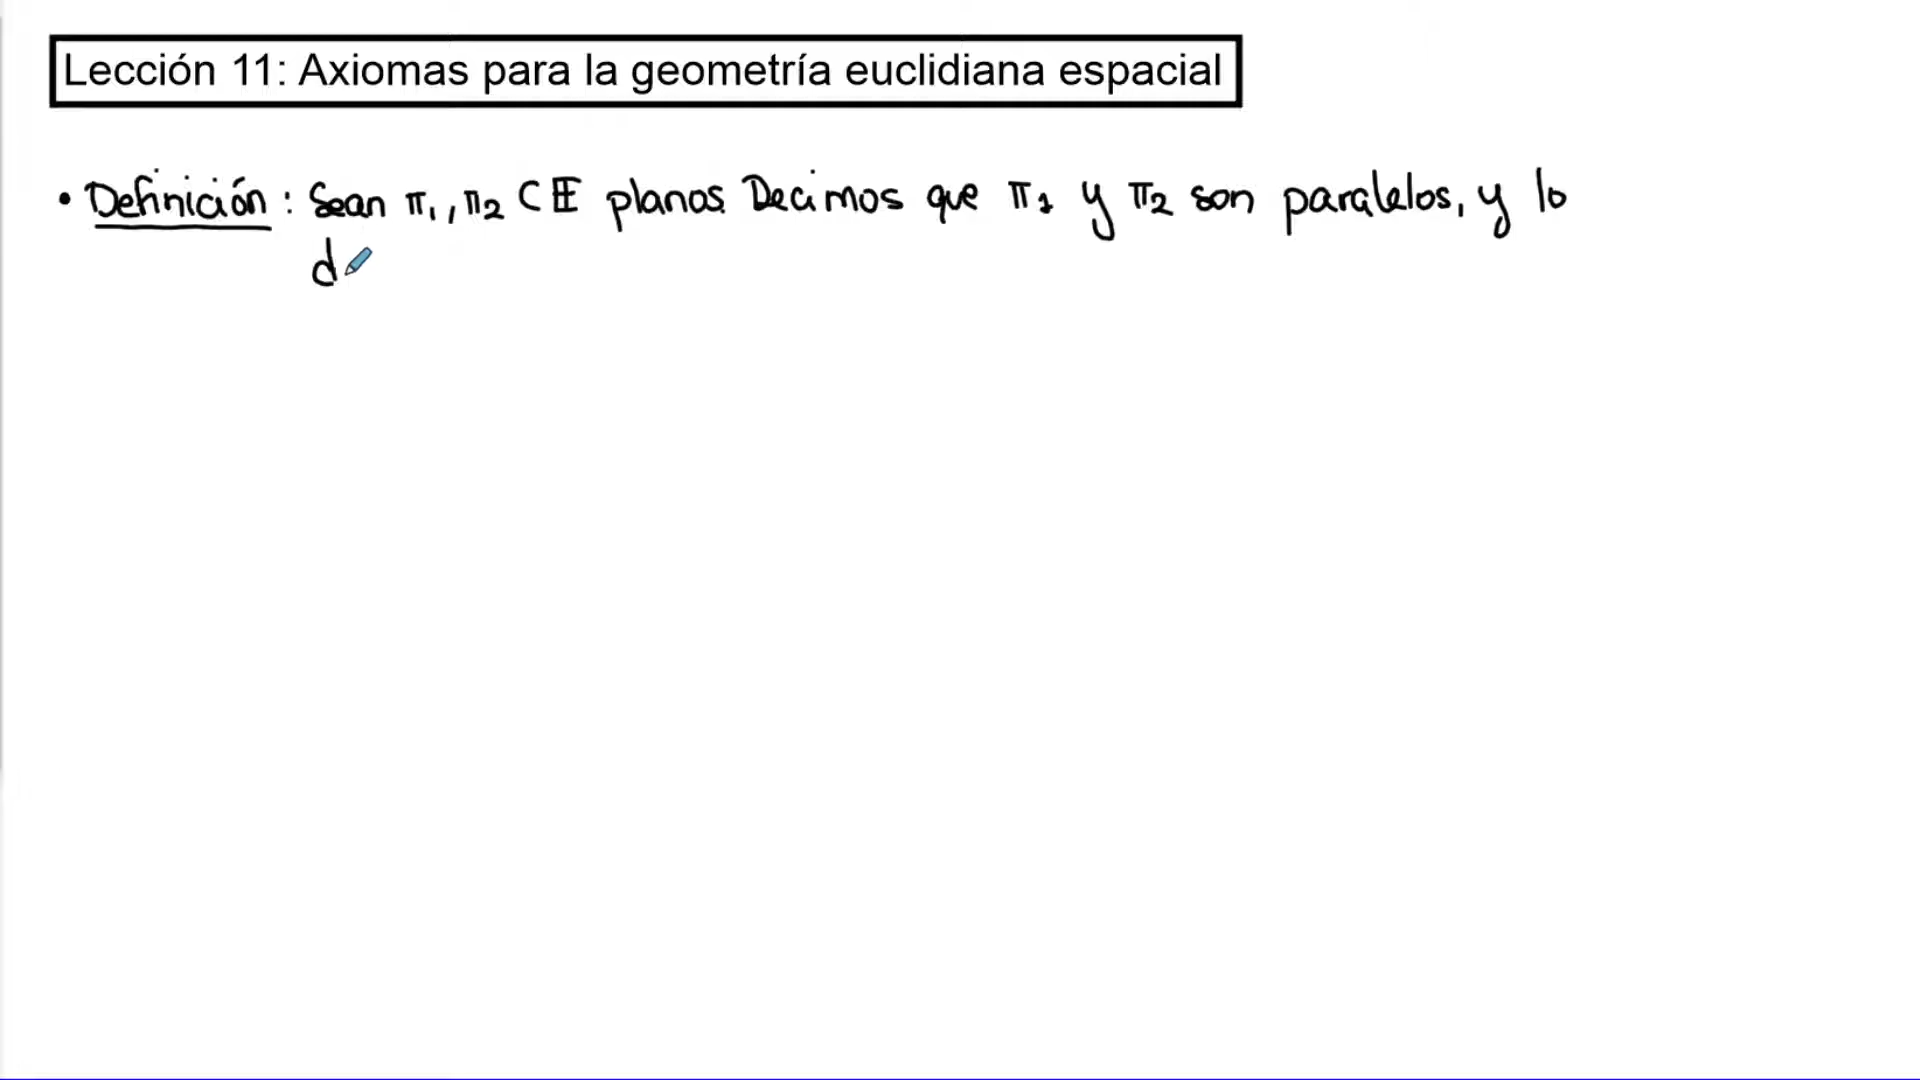 Lección 11: Axiomas para la geometría euclidiana espacial
• Definición: Sean π₁, π₂ ⊂ 𝔼 planos. Decimos que π₁ y π₂ son paralelos, y lo
d